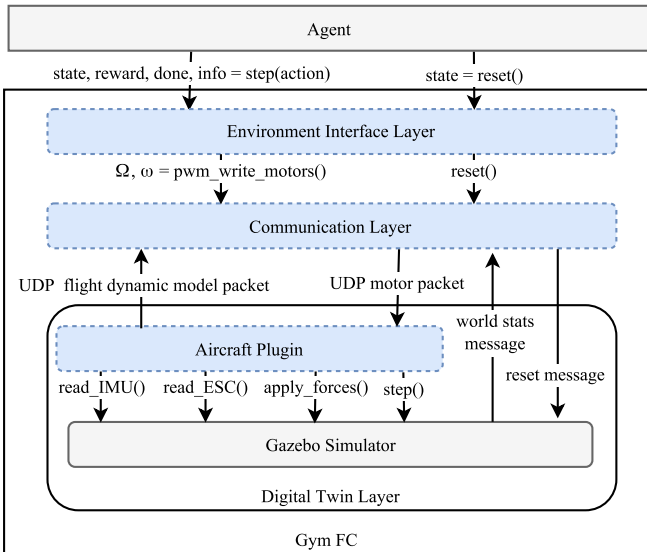 Agent
state, reward, done, info = step(action)
state = reset()
Environment Interface Layer
Ω, ω = pwm_write_motors()
reset()
Communication Layer
UDP flight dynamic model packet
UDP motor packet
world stats
message
reset message
Aircraft Plugin
read_IMU()
read_ESC()
apply_forces()
step()
Gazebo Simulator
Digital Twin Layer
Gym FC